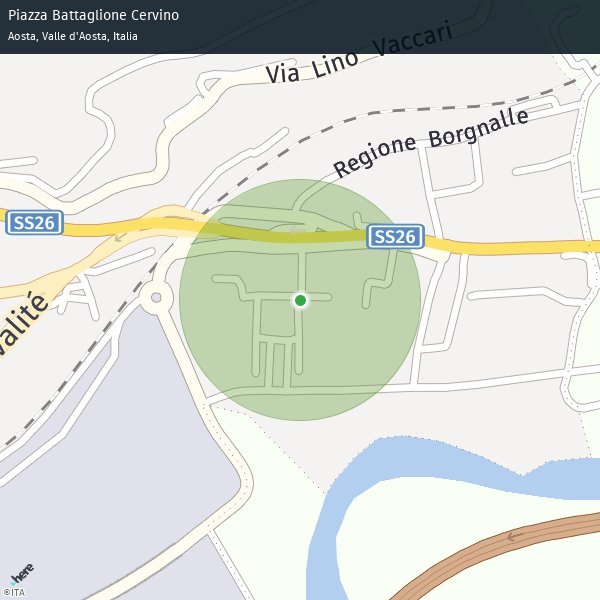 Piazza Battaglione Cervino
Aosta, Valle d'Aosta, Italia
Via Lino Vaccari
Regione Borgnalle
SS26
SS26
valité
here
©ITA